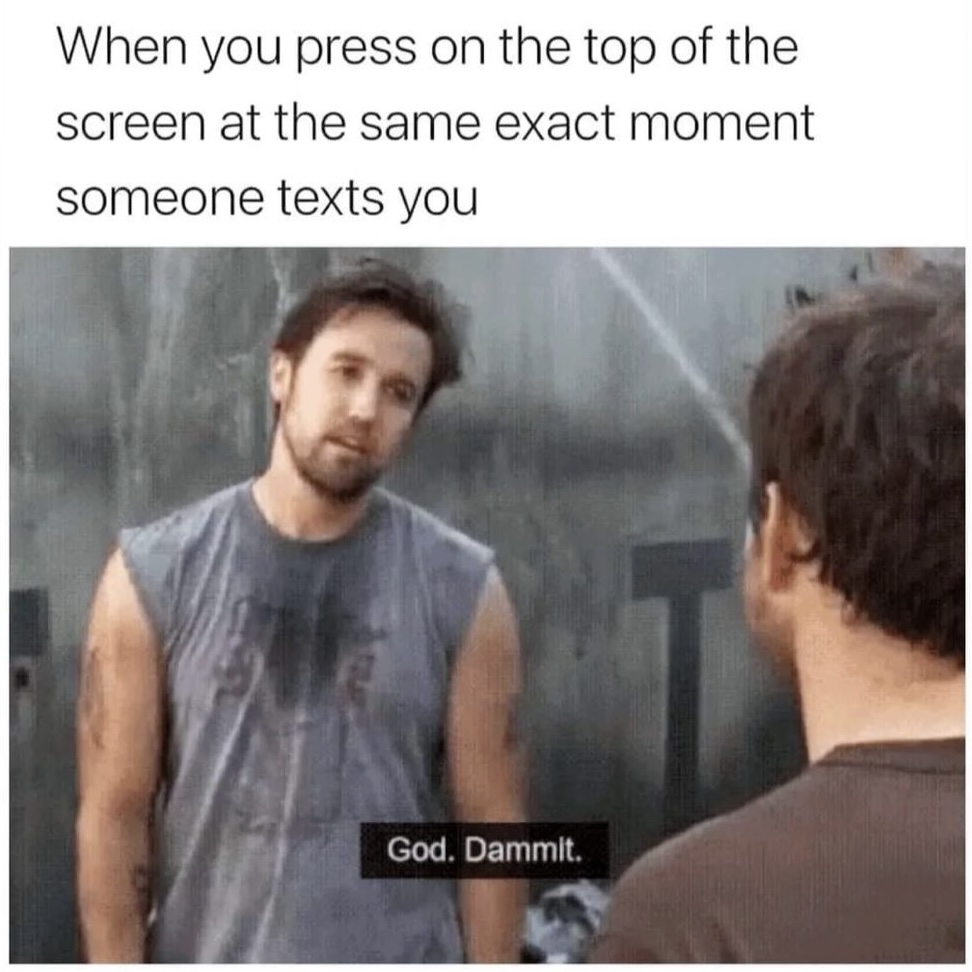 When you press on the top of the
screen at the same exact moment
someone texts you
God. Dammit.